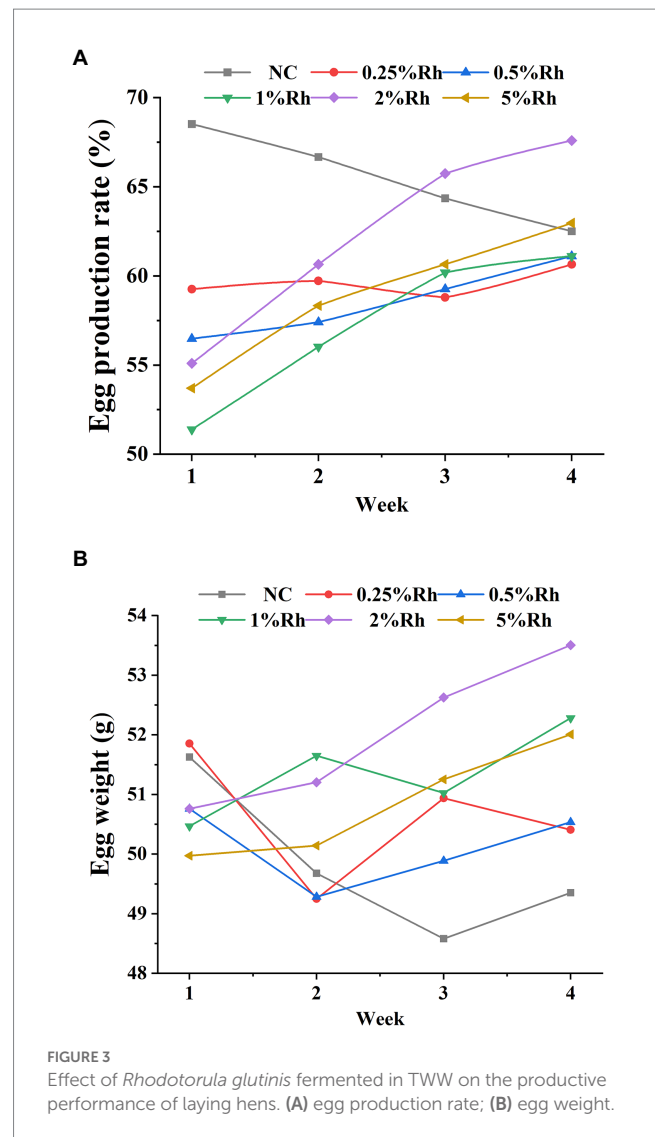 A
NC 0.25%Rh 0.5%Rh
1%Rh 2%Rh 5%Rh
Egg production rate (%)
70
65
60
55
50
1 2 3 4
Week
B
NC 0.25%Rh 0.5%Rh
1%Rh 2%Rh 5%Rh
Egg weight (g)
54
53
52
51
50
49
48
1 2 3 4
Week
FIGURE 3
Effect of Rhodotorula glutinis fermented in TWW on the productive
performance of laying hens. (A) egg production rate; (B) egg weight.